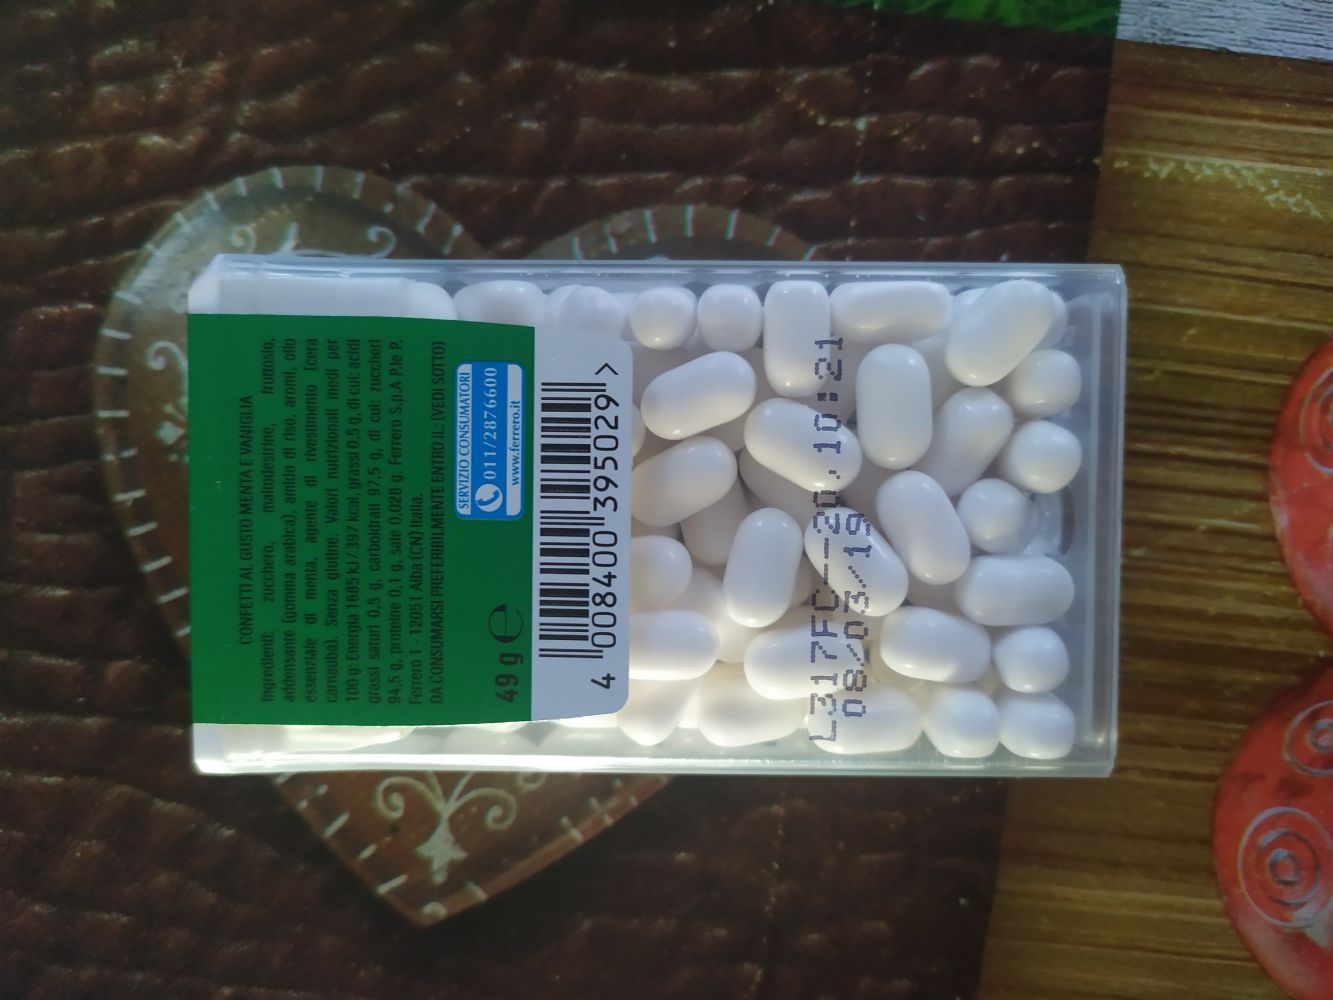 CONFETTI AL GUSTO MENTA E VANIGLIA
Ingredienti: zucchero, maltodestrine, fruttosio,
addensante (gomma arabica), amido di riso, aromi, olio
essenziale di menta, agente di rivestimento (cera
carnauba). Senza glutine. Valori nutrizionali medi per
100 g: Energia 1685 kJ / 397 kcal, grassi 0,5 g, di cui: acidi
grassi saturi 0,5 g, carboidrati 97,5 g, di cui: zuccheri
94,5 g, proteine 0,1 g, sale 0,028 g. Ferrero S.p.A P.le P.
Ferrero 1 - 12051 Alba (CN) Italia.
DA CONSUMARSI PREFERIBILMENTE ENTRO IL: (VEDI SOTTO)
SERVIZIO CONSUMATORI
011/2876600
www.ferrero.it
49 g e
4 008400 395029 >
L317FC--20. 10:21
08/03/19